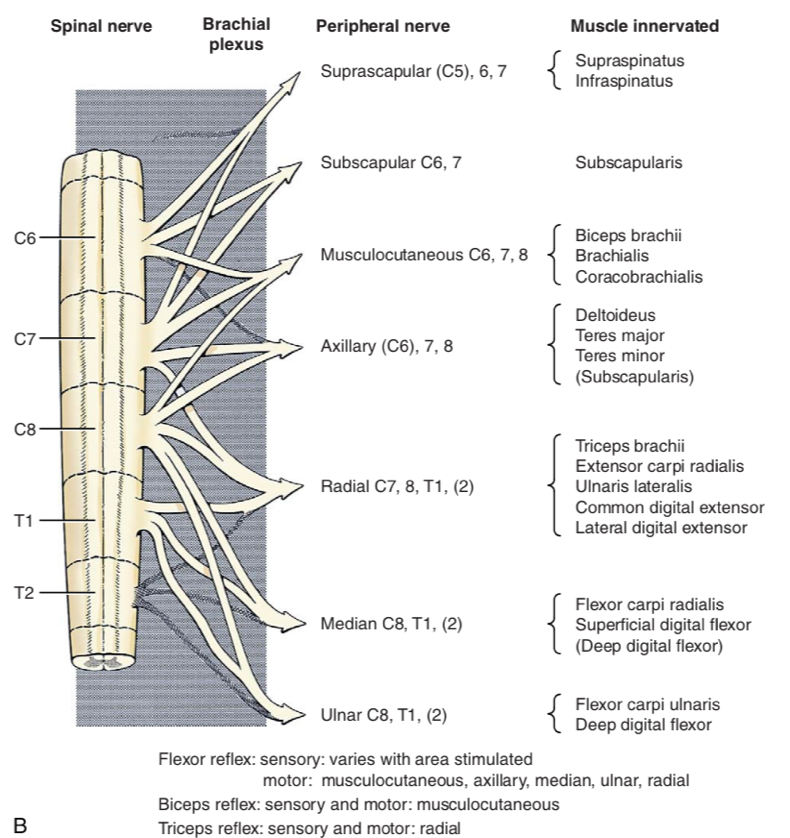 Spinal nerve
Brachial
plexus
Peripheral nerve
Muscle innervated
Suprascapular (C5), 6, 7
Supraspinatus
Infraspinatus
Subscapular C6, 7
Subscapularis
C6
Musculocutaneous C6, 7, 8
Biceps brachii
Brachialis
Coracobrachialis
C7
Axillary (C6), 7, 8
Deltoideus
Teres major
Teres minor
(Subscapularis)
C8
Radial C7, 8, T1, (2)
Triceps brachii
Extensor carpi radialis
Ulnaris lateralis
Common digital extensor
Lateral digital extensor
T1
T2
Median C8, T1, (2)
Flexor carpi radialis
Superficial digital flexor
(Deep digital flexor)
Ulnar C8, T1, (2)
Flexor carpi ulnaris
Deep digital flexor
Flexor reflex: sensory: varies with area stimulated
motor: musculocutaneous, axillary, median, ulnar, radial
Biceps reflex: sensory and motor: musculocutaneous
Triceps reflex: sensory and motor: radial
B